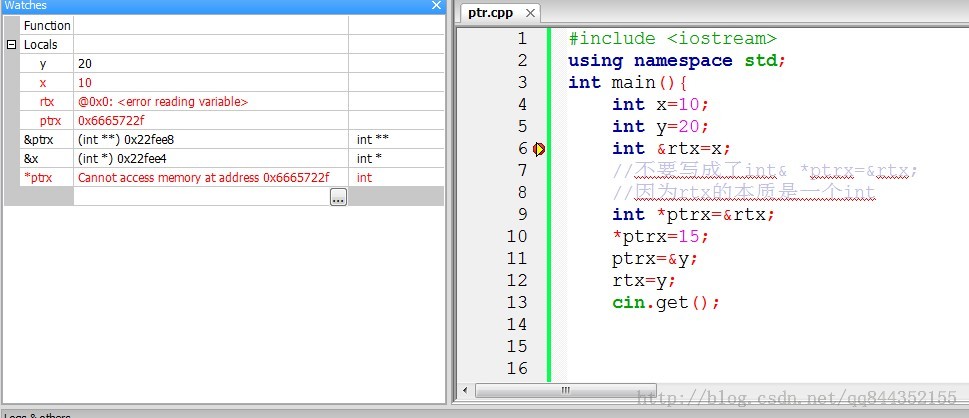 Watches
Function
Locals
y 20
x 10
rtx @0x0: <error reading variable>
ptrx 0x6665722f
&ptrx (int **) 0x22fee8 int **
&x (int *) 0x22fee4 int *
*ptrx Cannot access memory at address 0x6665722f int
...
Logs & others
ptr.cpp
1 #include <iostream>
2 using namespace std;
3 int main(){
4 int x=10;
5 int y=20;
6 int &rtx=x;
7 //不要写成了int& *ptrx=&rtx;
8 //因为rtx的本质是一个int
9 int *ptrx=&rtx;
10 *ptrx=15;
11 ptrx=&y;
12 rtx=y;
13 cin.get();
14
15
16
http://blog.csdn.net/qq844352155